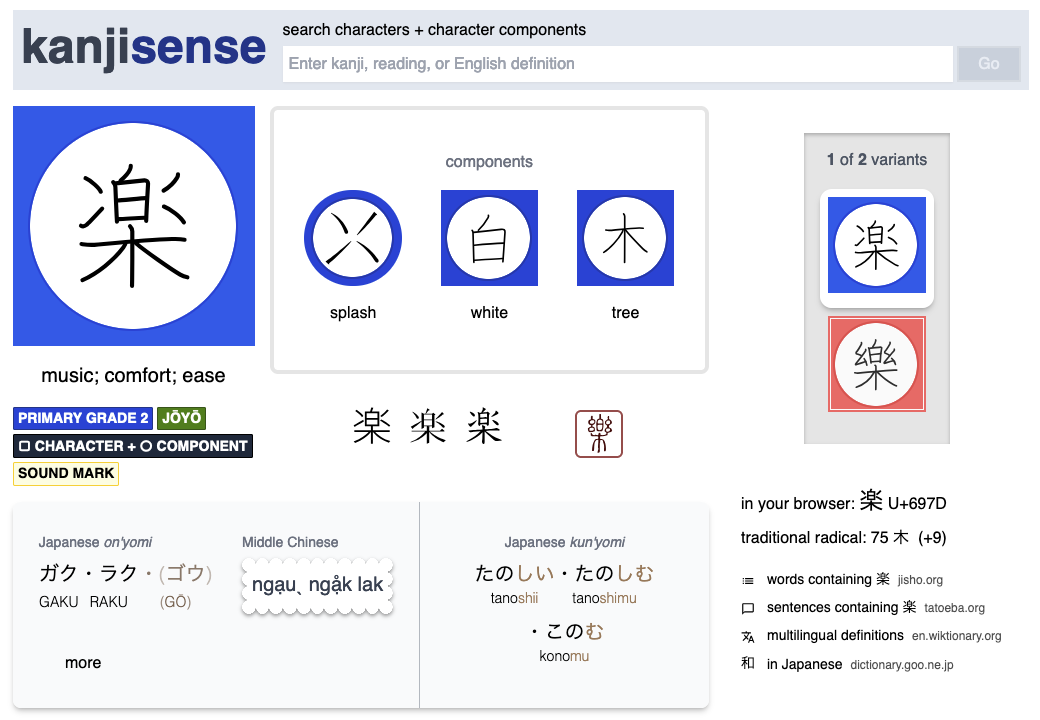 kanjisense
search characters + character components
Enter kanji, reading, or English definition
Go
楽
music; comfort; ease
PRIMARY GRADE 2 JŌYŌ
CHARACTER + COMPONENT
SOUND MARK
components
白 木
splash white tree
楽 楽 楽 樂
1 of 2 variants
楽
樂
Japanese on'yomi
ガク・ラク・(ゴウ)
GAKU RAKU (GŌ)
more
Middle Chinese
ngạuˎ ngạ̊k lak
Japanese kun'yomi
たのしい・たのしむ
tanoshii tanoshimu
・このむ
konomu
in your browser: 楽 U+697D
traditional radical: 75 木 (+9)
words containing 楽 jisho.org
sentences containing 楽 tatoeba.org
multilingual definitions en.wiktionary.org
和 in Japanese dictionary.goo.ne.jp